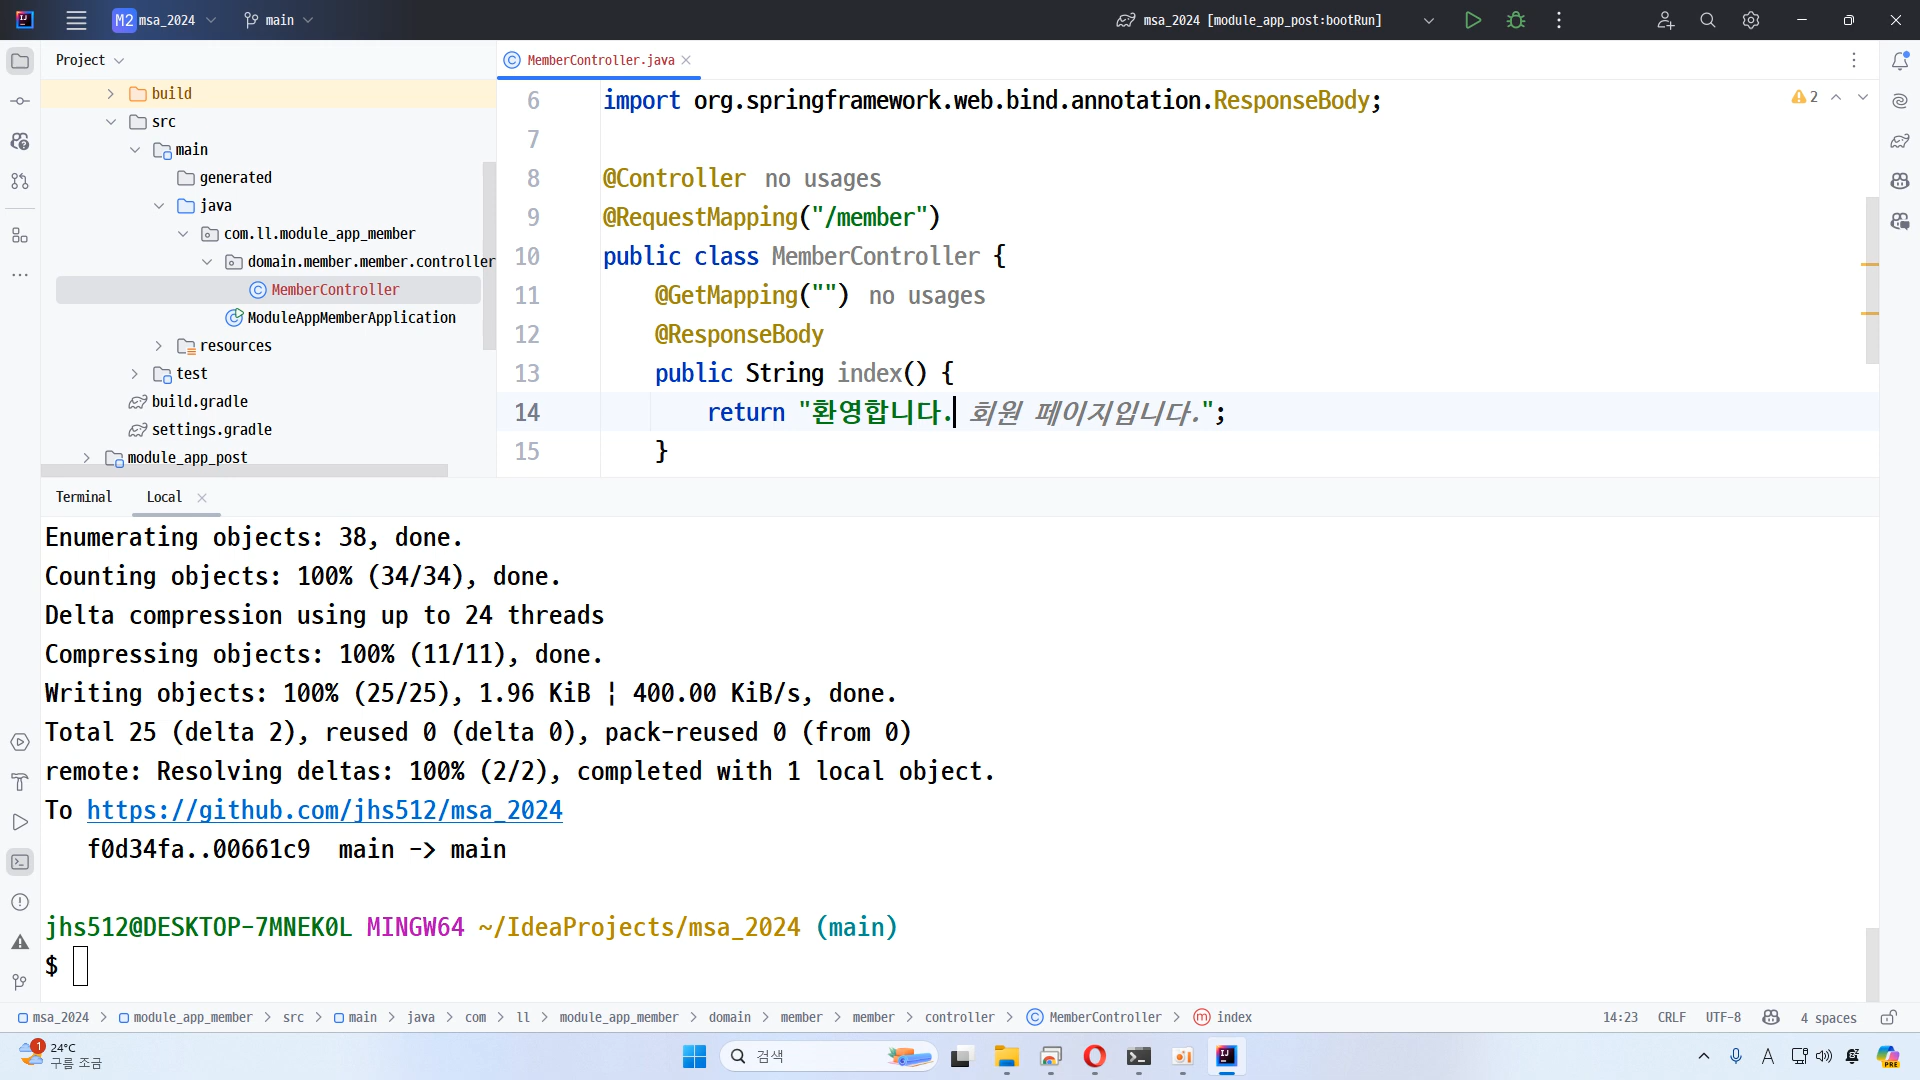 M2 msa_2024 main msa_2024 [module_app_post:bootRun]
Project
build
src
main
generated
java
com.ll.module_app_member
domain.member.member.controller
MemberController
ModuleAppMemberApplication
resources
test
build.gradle
settings.gradle
module_app_post
MemberController.java
2
6 import org.springframework.web.bind.annotation.ResponseBody;
7
8 @Controller no usages
9 @RequestMapping("/member")
10 public class MemberController {
11 @GetMapping("") no usages
12 @ResponseBody
13 public String index() {
14 return "환영합니다. 회원 페이지입니다.";
15 }
Terminal Local
Enumerating objects: 38, done.
Counting objects: 100% (34/34), done.
Delta compression using up to 24 threads
Compressing objects: 100% (11/11), done.
Writing objects: 100% (25/25), 1.96 KiB ¦ 400.00 KiB/s, done.
Total 25 (delta 2), reused 0 (delta 0), pack-reused 0 (from 0)
remote: Resolving deltas: 100% (2/2), completed with 1 local object.
To https://github.com/jhs512/msa_2024
f0d34fa..00661c9 main -> main
jhs512@DESKTOP-7MNEK0L MINGW64 ~/IdeaProjects/msa_2024 (main)
$
msa_2024 > module_app_member > src > main > java > com > ll > module_app_member > domain > member > member > controller > MemberController > index 14:23 CRLF UTF-8 4 spaces
1 24°C
구름 조금
검색
A
PRE